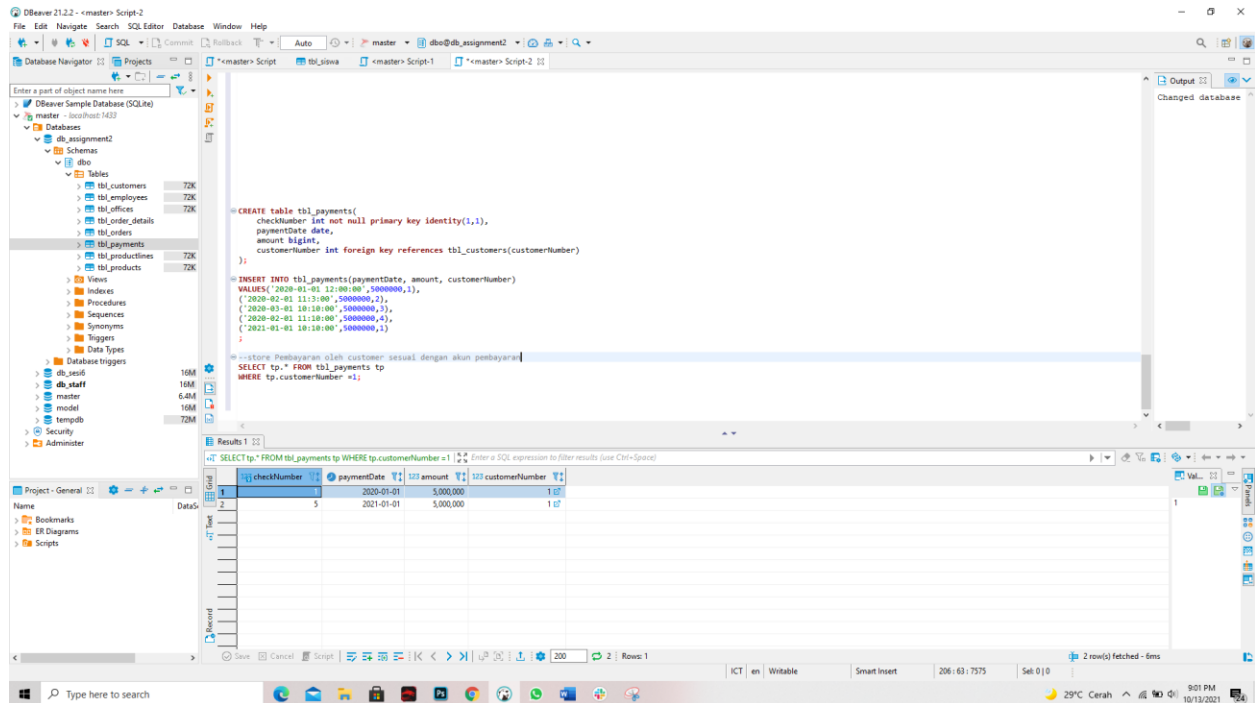 DBeaver 21.2.2 - <master> Script-2
File Edit Navigate Search SQL Editor Database Window Help
SQL Commit Rollback Auto master dbo@db_assignment2
Database Navigator Projects *<master> Script tbl_siswa <master> Script-1 *<master> Script-2
Enter a part of object name here
DBeaver Sample Database (SQLite)
master - localhost:1433
Databases
db_assignment2
Schemas
dbo
Tables
tbl_customers 72K
tbl_employees 72K
tbl_offices 72K
tbl_order_details
tbl_orders
tbl_payments
tbl_productlines 72K
tbl_products 72K
Views
Indexes
Procedures
Sequences
Synonyms
Triggers
Data Types
Database triggers
db_sesi6 16M
db_staff 16M
master 6.4M
model 16M
tempdb 72M
Security
Administer
Project - General
Name DataS
Bookmarks
ER Diagrams
Scripts
CREATE table tbl_payments(
checkNumber int not null primary key identity(1,1),
paymentDate date,
amount bigint,
customerNumber int foreign key references tbl_customers(customerNumber)
);
INSERT INTO tbl_payments(paymentDate, amount, customerNumber)
VALUES('2020-01-01 12:00:00',5000000,1),
('2020-02-01 11:3:00',5000000,2),
('2020-03-01 10:10:00',5000000,3),
('2020-02-01 11:10:00',5000000,4),
('2021-01-01 10:10:00',5000000,1)
;
--store Pembayaran oleh customer sesuai dengan akun pembayaran
SELECT tp.* FROM tbl_payments tp
WHERE tp.customerNumber =1;
Output
Changed database
Results 1
SELECT tp.* FROM tbl_payments tp WHERE tp.customerNumber =1 Enter a SQL expression to filter results (use Ctrl+Space)
Grid
Text
Record
checkNumber paymentDate 123 amount 123 customerNumber
1 1 2020-01-01 5,000,000 1
2 5 2021-01-01 5,000,000 1
Val...
1
Panels
Save Cancel Script 200 2 Rows: 1
2 row(s) fetched - 6ms
ICT en Writable Smart Insert 206 : 63 : 7575 Sel: 0 | 0
Type here to search
29°C Cerah
9:01 PM
10/13/2021